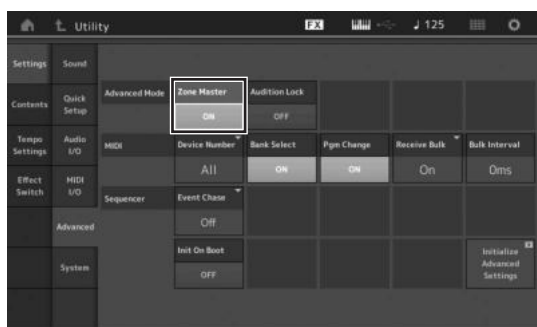 Utility
FX
♩ 125
Settings
Sound
Contents
Quick
Setup
Tempo
Settings
Audio
I/O
Effect
Switch
MIDI
I/O
Advanced
System
Advanced Mode
Zone Master
ON
Audition Lock
OFF
MIDI
Device Number
All
Bank Select
ON
Pgm Change
ON
Receive Bulk
On
Bulk Interval
0ms
Sequencer
Event Chase
Off
Init On Boot
OFF
Initialize
Advanced
Settings